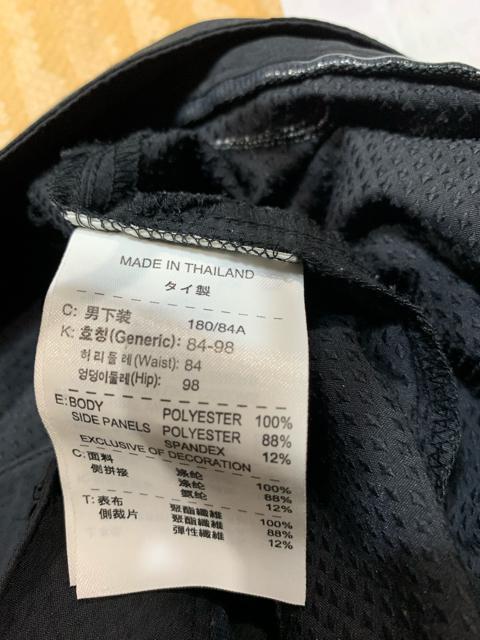 MADE IN THAILAND
タイ製
C: 男下装 180/84A
K: 호칭(Generic): 84-98
허리둘레(Waist): 84
엉덩이둘레(Hip): 98
E: BODY POLYESTER 100%
SIDE PANELS POLYESTER 88%
SPANDEX 12%
EXCLUSIVE OF DECORATION
C: 面料 涤纶 100%
侧拼接 涤纶 88%
氨纶 12%
T: 表布 聚酯纖維 100%
側裁片 聚酯纖維 88%
彈性纖維 12%